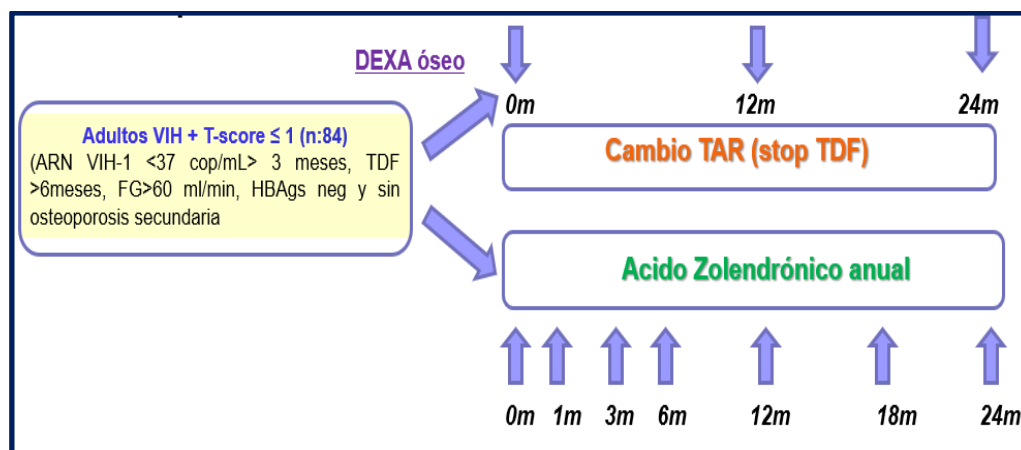 DEXA óseo
0m 12m 24m
Adultos VIH + T-score ≤ 1 (n:84)
(ARN VIH-1 <37 cop/mL> 3 meses, TDF
>6meses, FG>60 ml/min, HBAgs neg y sin
osteoporosis secundaria
Cambio TAR (stop TDF)
Acido Zolendrónico anual
0m 1m 3m 6m 12m 18m 24m